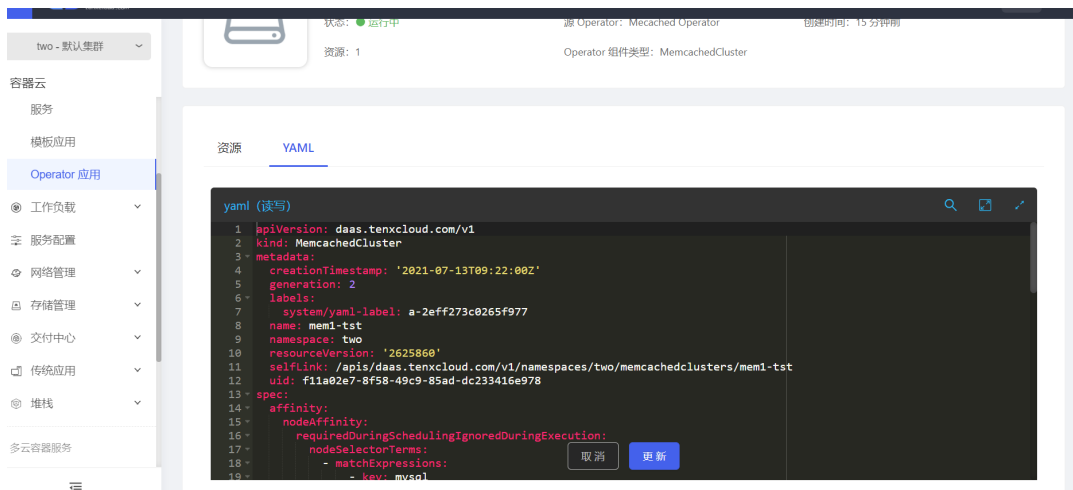 two - 默认集群
容器云
服务
模板应用
Operator 应用
工作负载
服务配置
网络管理
存储管理
交付中心
传统应用
堆栈
多云容器服务
状态： 运行中
源 Operator：Mecached Operator
创建时间：15 分钟前
资源：1
Operator 组件类型：MemcachedCluster
资源 YAML
yaml（读写）
1 apiVersion: daas.tenxcloud.com/v1
2 kind: MemcachedCluster
3 metadata:
4 creationTimestamp: '2021-07-13T09:22:00Z'
5 generation: 2
6 labels:
7 system/yaml-label: a-2eff273c0265f977
8 name: mem1-tst
9 namespace: two
10 resourceVersion: '2625860'
11 selfLink: /apis/daas.tenxcloud.com/v1/namespaces/two/memcachedclusters/mem1-tst
12 uid: f11a02e7-8f58-49c9-85ad-dc233416e978
13 spec:
14 affinity:
15 nodeAffinity:
16 requiredDuringSchedulingIgnoredDuringExecution:
17 nodeSelectorTerms:
18 - matchExpressions:
19 - key: mysql
取消 更新